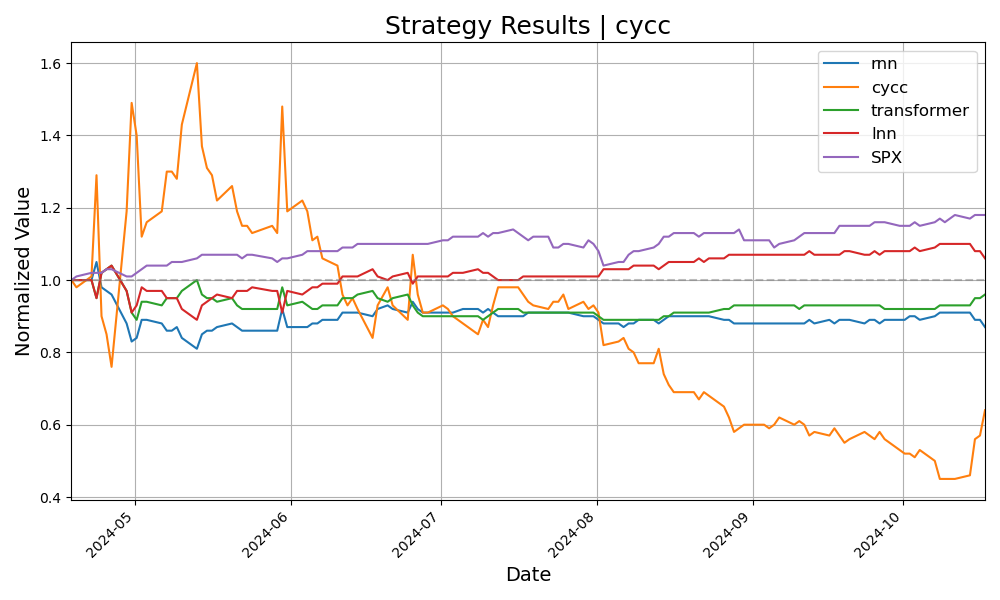 Strategy Results | cycc
Normalized Value
1.6
1.4
1.2
1.0
0.8
0.6
0.4
rnn
cycc
transformer
lnn
SPX
2024-05
2024-06
2024-07
2024-08
2024-09
2024-10
Date